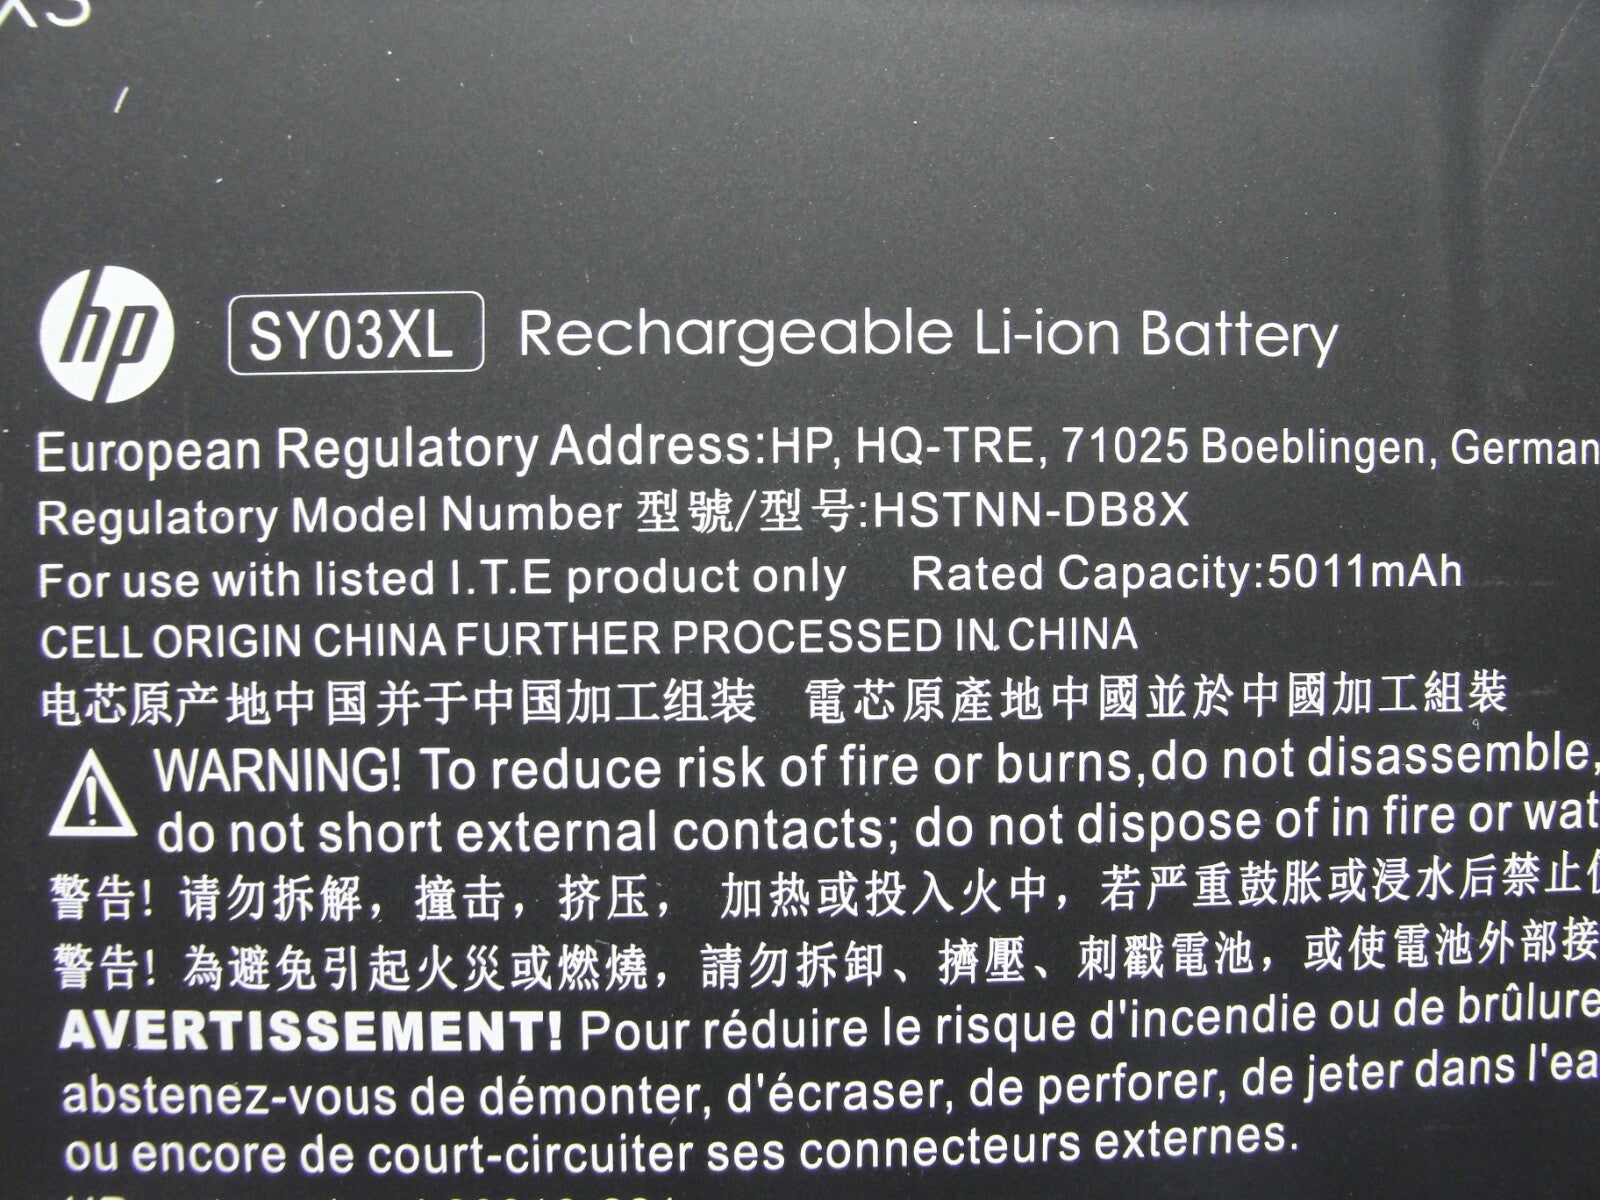 hp SY03XL Rechargeable Li-ion Battery
European Regulatory Address:HP, HQ-TRE, 71025 Boeblingen, German
Regulatory Model Number 型號/型号:HSTNN-DB8X
For use with listed I.T.E product only Rated Capacity:5011mAh
CELL ORIGIN CHINA FURTHER PROCESSED IN CHINA
电芯原产地中国并于中国加工组装 電芯原產地中國並於中國加工組裝
WARNING! To reduce risk of fire or burns,do not disassemble,
do not short external contacts; do not dispose of in fire or wat
警告! 请勿拆解，撞击，挤压， 加热或投入火中，若严重鼓胀或浸水后禁止
警告! 為避免引起火災或燃燒，請勿拆卸、擠壓、刺戳電池，或使電池外部接
AVERTISSEMENT! Pour réduire le risque d'incendie ou de brûlure
abstenez-vous de démonter, d'écraser, de perforer, de jeter dans l'ea
ou encore de court-circuiter ses connecteurs externes.